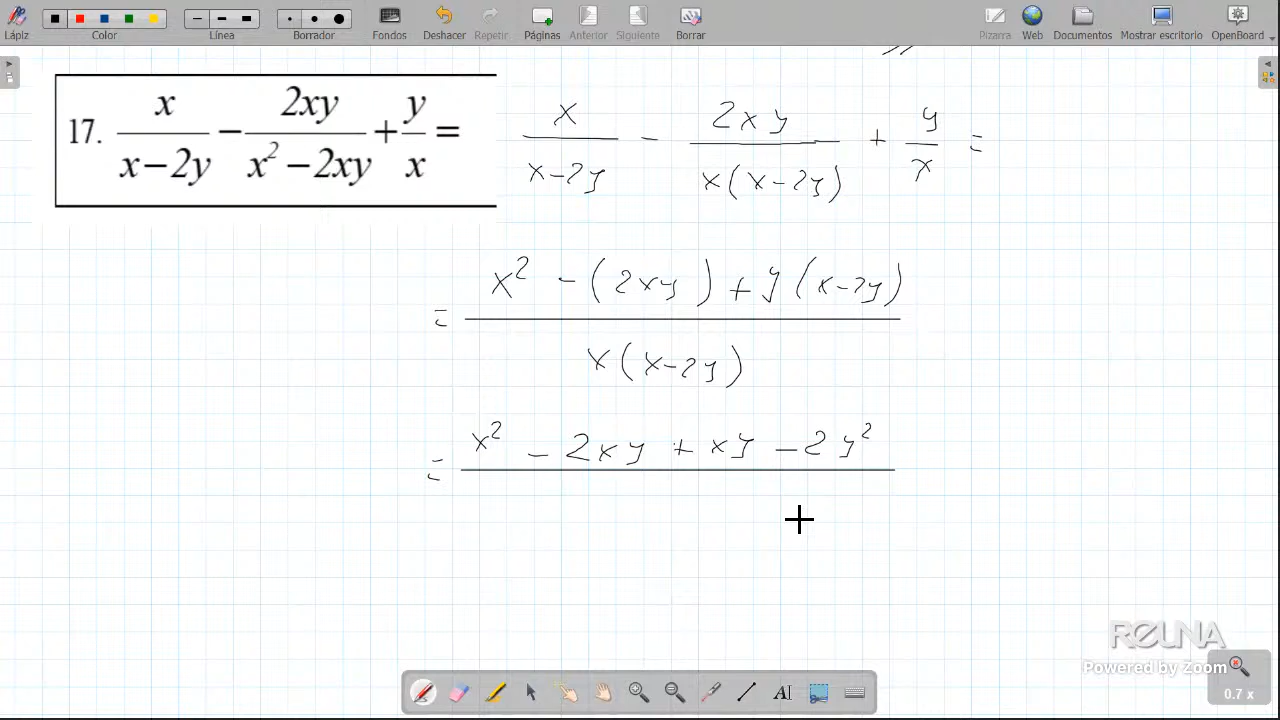 Lápiz Color Línea Borrador Fondos Deshacer Repetir Páginas Anterior Siguiente Borrar Pizarra Web Documentos Mostrar escritorio OpenBoard
17. x/(x−2y) − 2xy/(x² −2xy) + y/x =
x/(x-2y) - 2xy/(x(x-2y)) + y/x =
= (x² - (2xy) + y(x-2y))/(x(x-2y))
= x² - 2xy + xy - 2y²
REUNA
Powered by Zoom
0.7 x